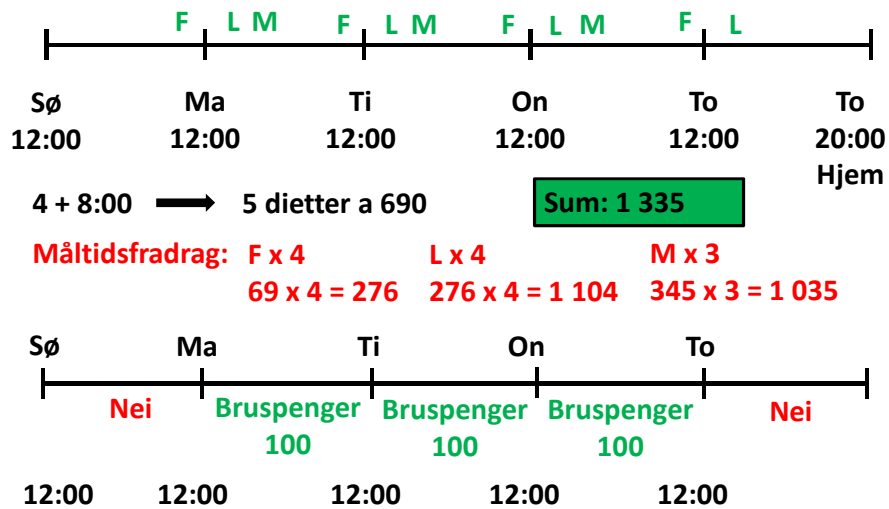 F L M F L M F L M F L
Sø Ma Ti On To To
12:00 12:00 12:00 12:00 12:00 20:00
Hjem
4 + 8:00 5 dietter a 690 Sum: 1 335
Måltidsfradrag: F x 4 L x 4 M x 3
69 x 4 = 276 276 x 4 = 1 104 345 x 3 = 1 035
Sø Ma Ti On To
Nei Bruspenger Bruspenger Bruspenger Nei
100 100 100
12:00 12:00 12:00 12:00 12:00